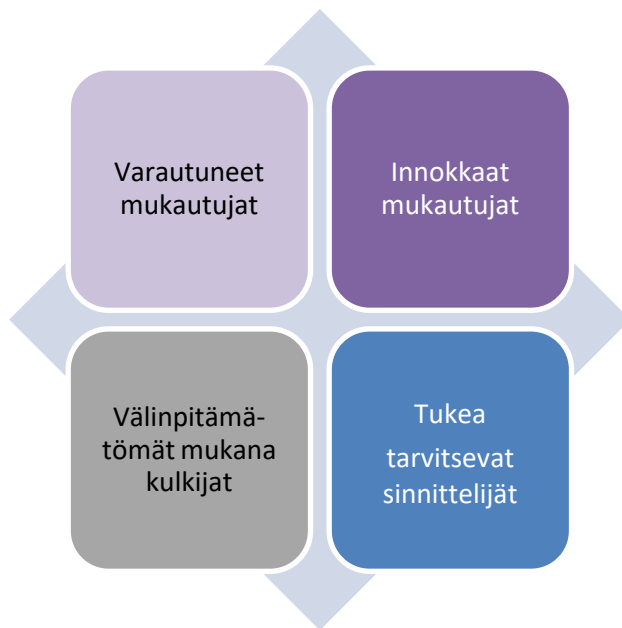 Varautuneet
mukautujat
Innokkaat
mukautujat
Välinpitämä-
tömät mukana
kulkijat
Tukea
tarvitsevat
sinnittelijät